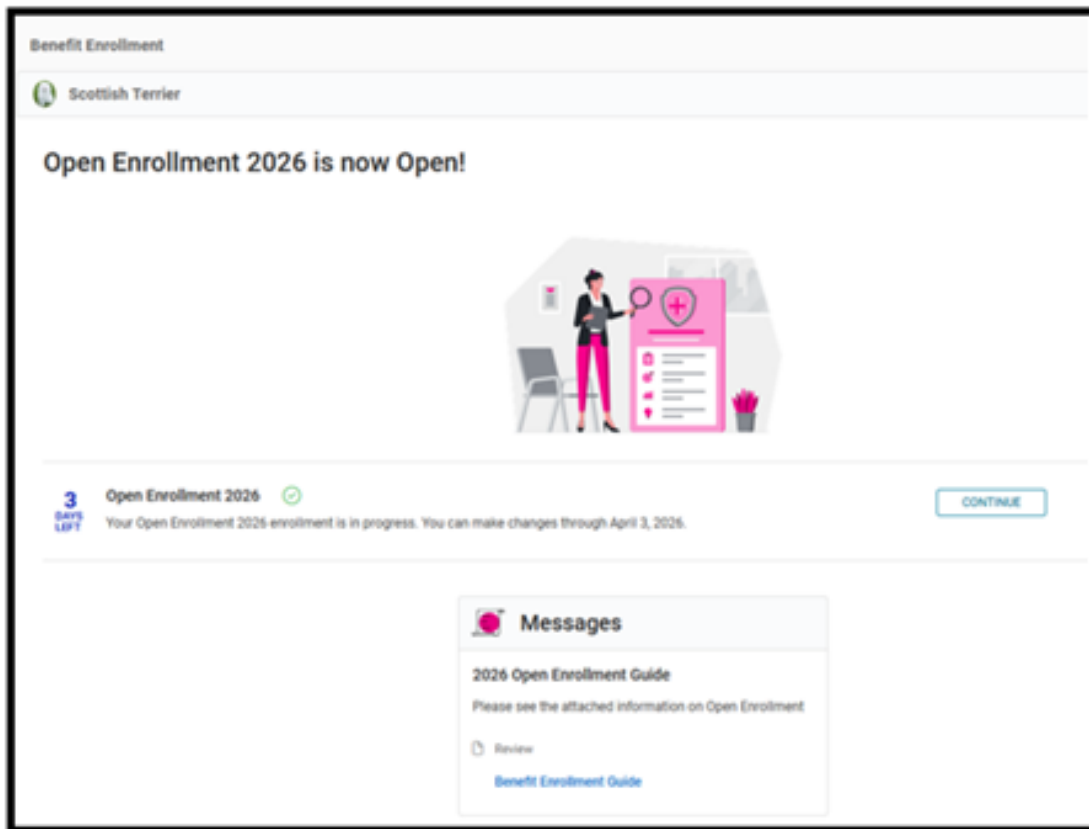 Benefit Enrollment
Scottish Terrier
Open Enrollment 2026 is now Open!
3
DAYS
LEFT
Open Enrollment 2026
Your Open Enrollment 2026 enrollment is in progress. You can make changes through April 3, 2026.
CONTINUE
Messages
2026 Open Enrollment Guide
Please see the attached information on Open Enrollment
Review
Benefit Enrollment Guide